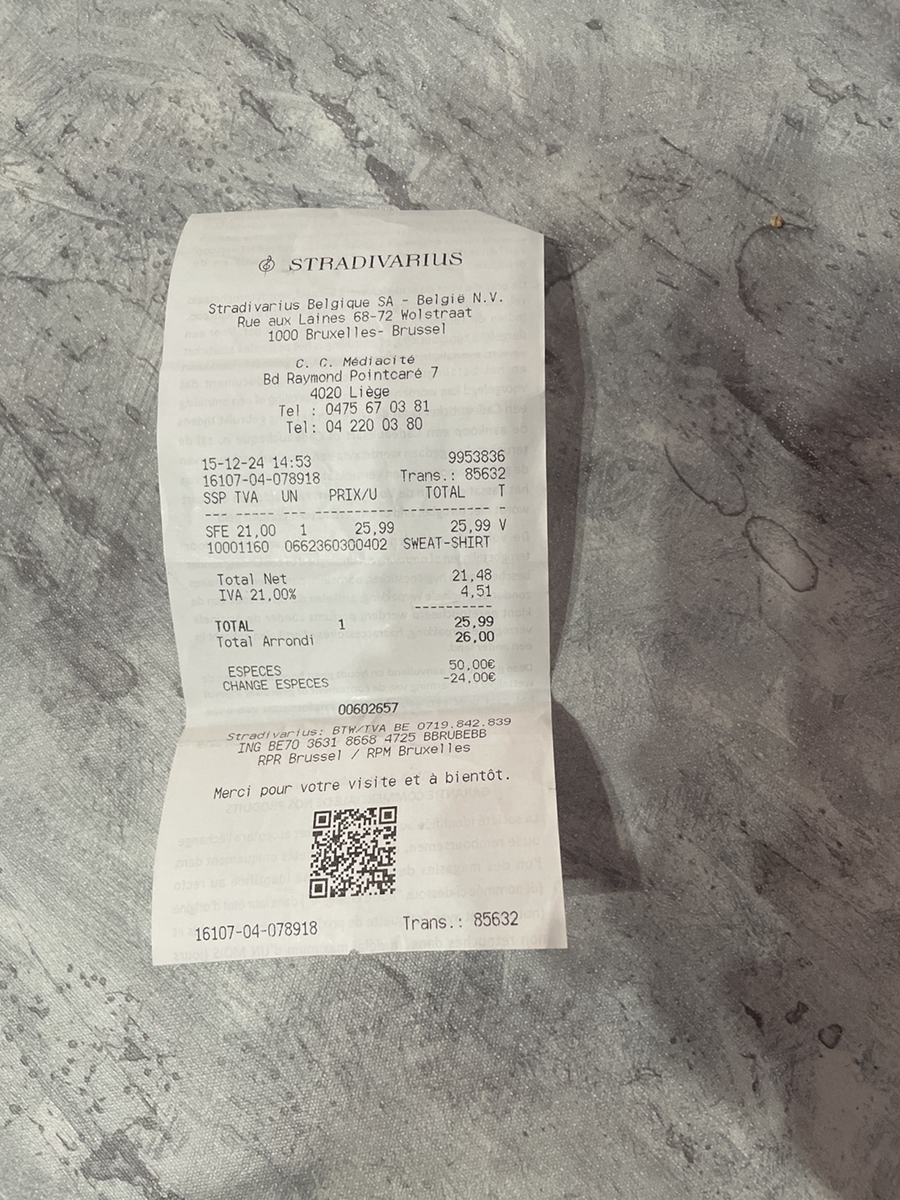 STRADIVARIUS
Stradivarius Belgique SA - België N.V.
Rue aux Laines 68-72 Wolstraat
1000 Bruxelles- Brussel
C. C. Médiacité
Bd Raymond Pointcaré 7
4020 Liège
Tel : 0475 67 03 81
Tel: 04 220 03 80
15-12-24 14:53 9953836
16107-04-078918 Trans.: 85632
SSP TVA UN PRIX/U TOTAL T
--- ----- --- ---------- ----------- -
SFE 21,00 1 25,99 25,99 V
10001160 0662360300402 SWEAT-SHIRT
Total Net 21,48
IVA 21,00% 4,51
----------
TOTAL 1 25,99
Total Arrondi 26,00
ESPECES 50,00€
CHANGE ESPECES -24,00€
00602657
Stradivarius: BTW/TVA BE 0719.842.839
ING BE70 3631 8668 4725 BBRUBEBB
RPR Brussel / RPM Bruxelles
Merci pour votre visite et à bientôt.
16107-04-078918 Trans.: 85632